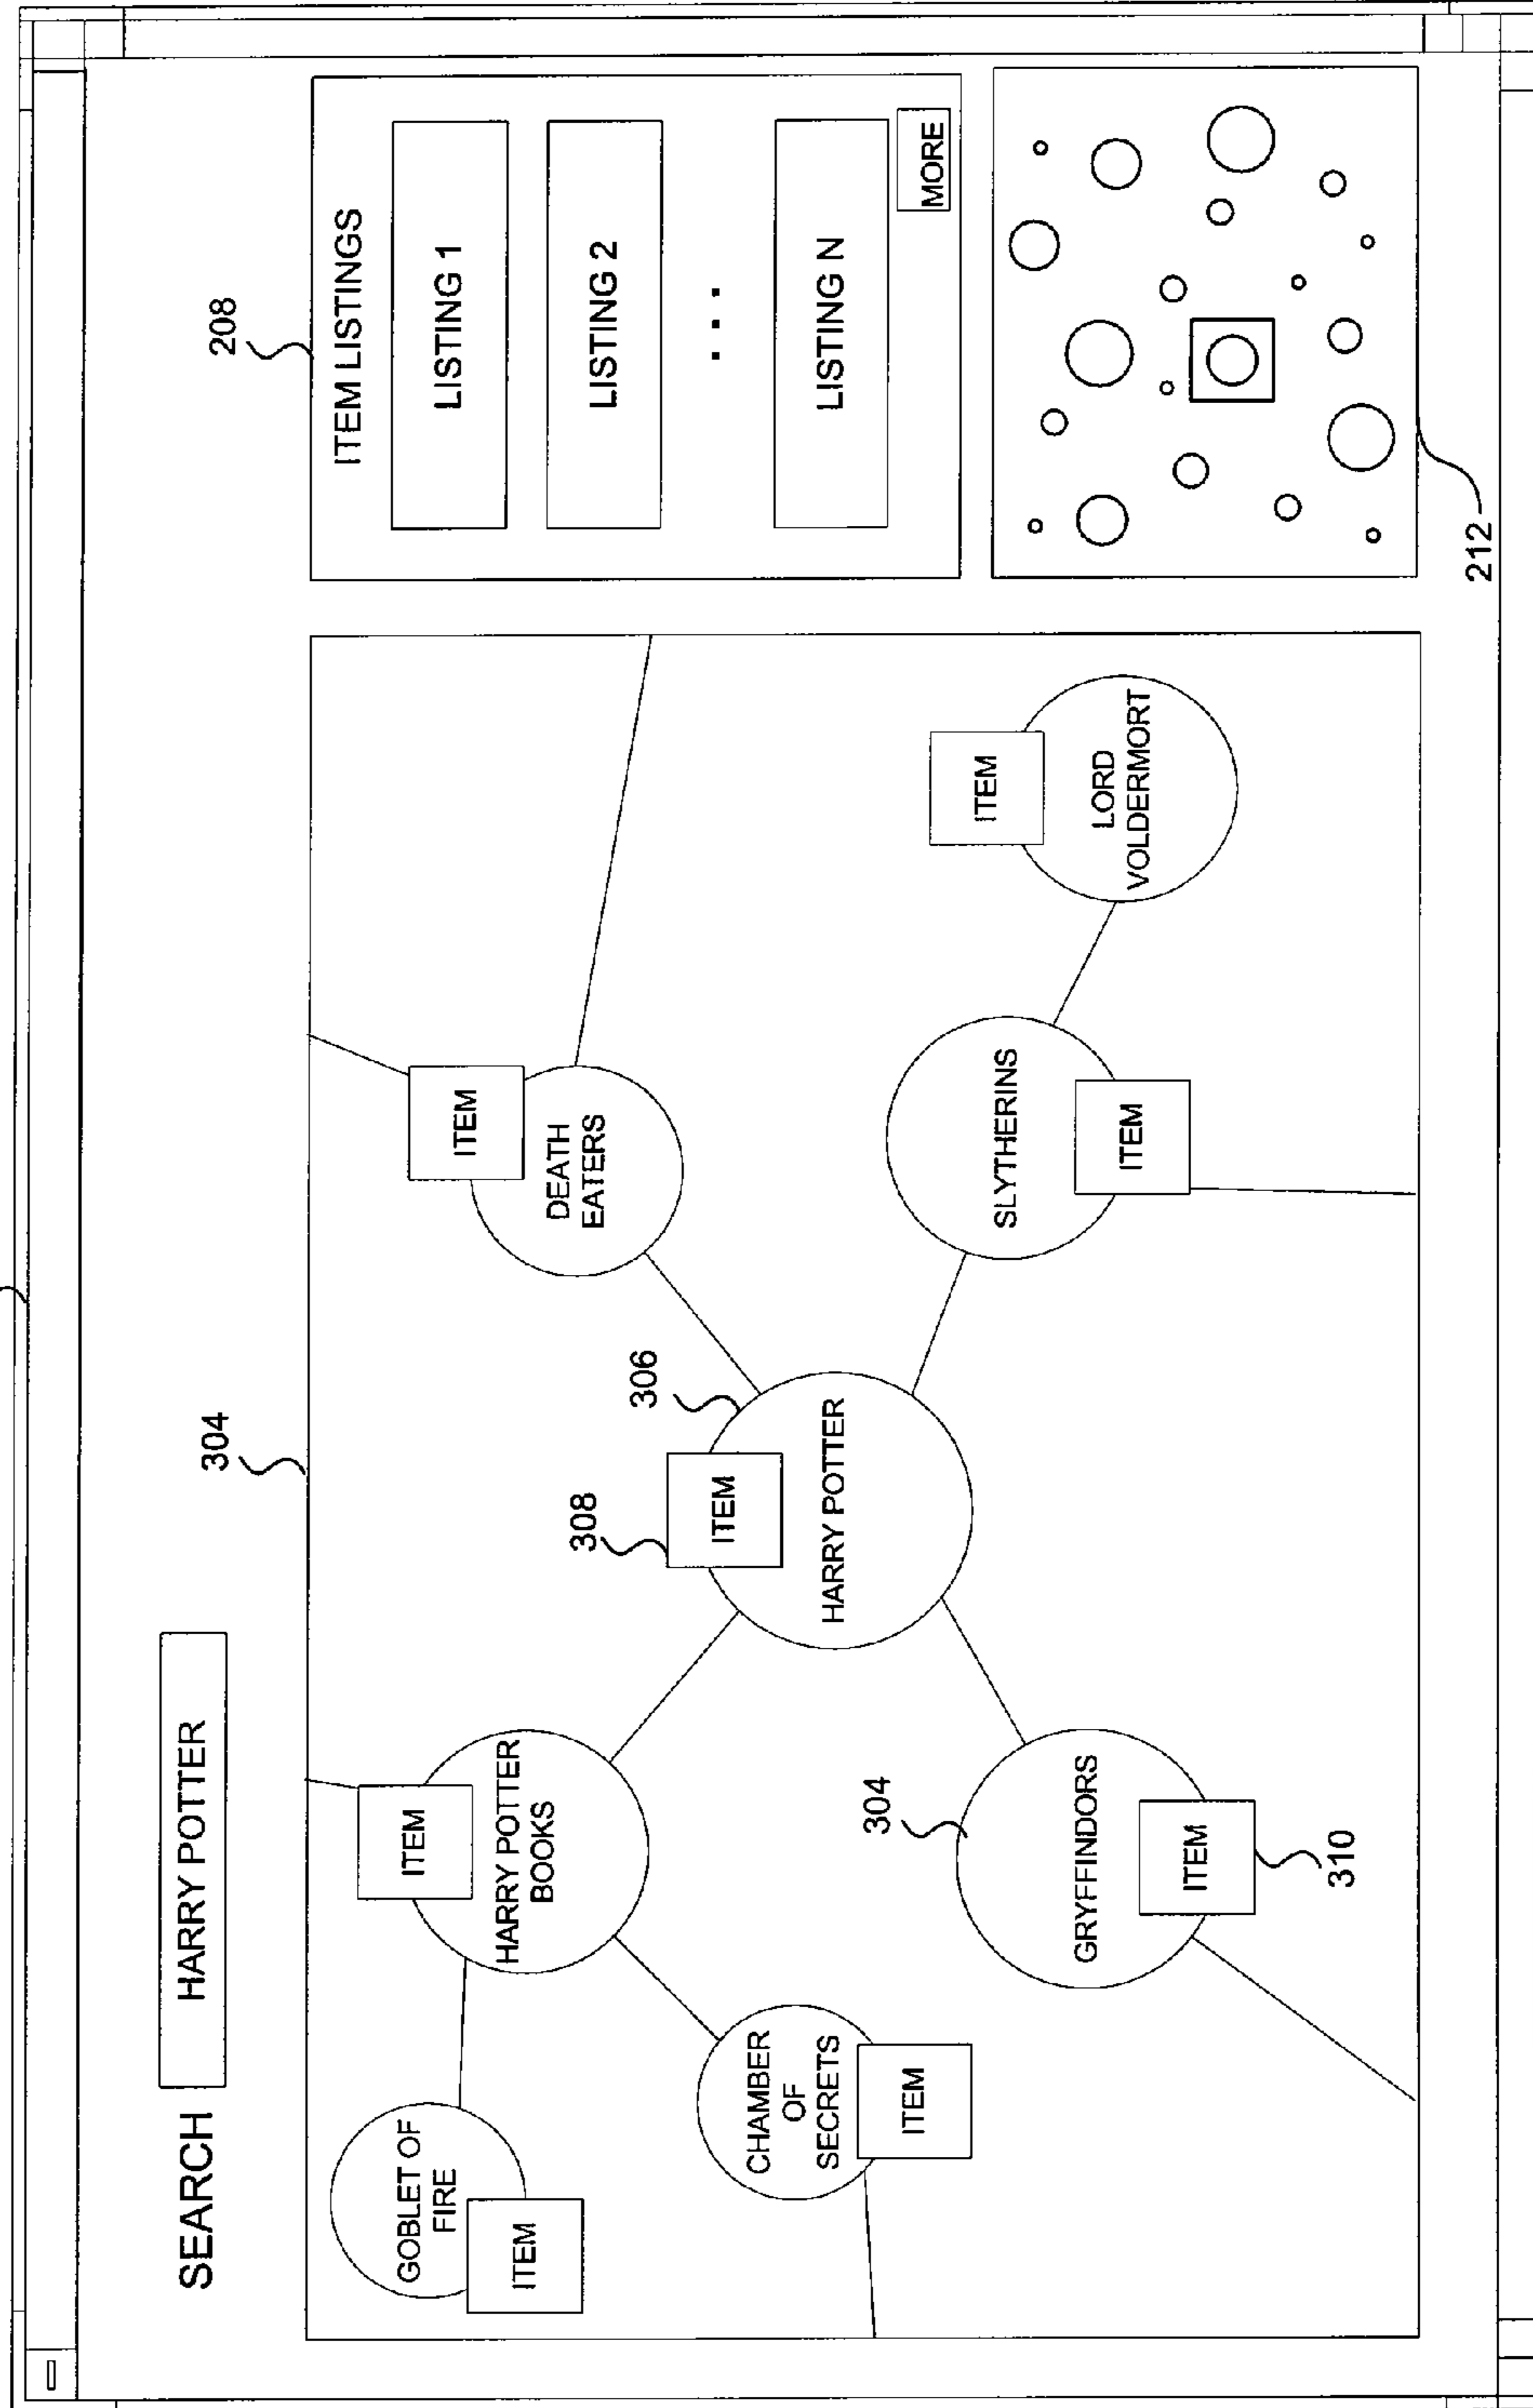 SEARCH
HARRY POTTER
304
208
ITEM LISTINGS
LISTING 1
LISTING 2
...
LISTING N
MORE
212
GOBLET OF
FIRE
ITEM
ITEM
HARRY POTTER
BOOKS
CHAMBER
OF
SECRETS
ITEM
308
ITEM
306
HARRY POTTER
ITEM
DEATH
EATERS
304
GRYFFINDORS
ITEM
310
SLYTHERINS
ITEM
ITEM
LORD
VOLDERMORT